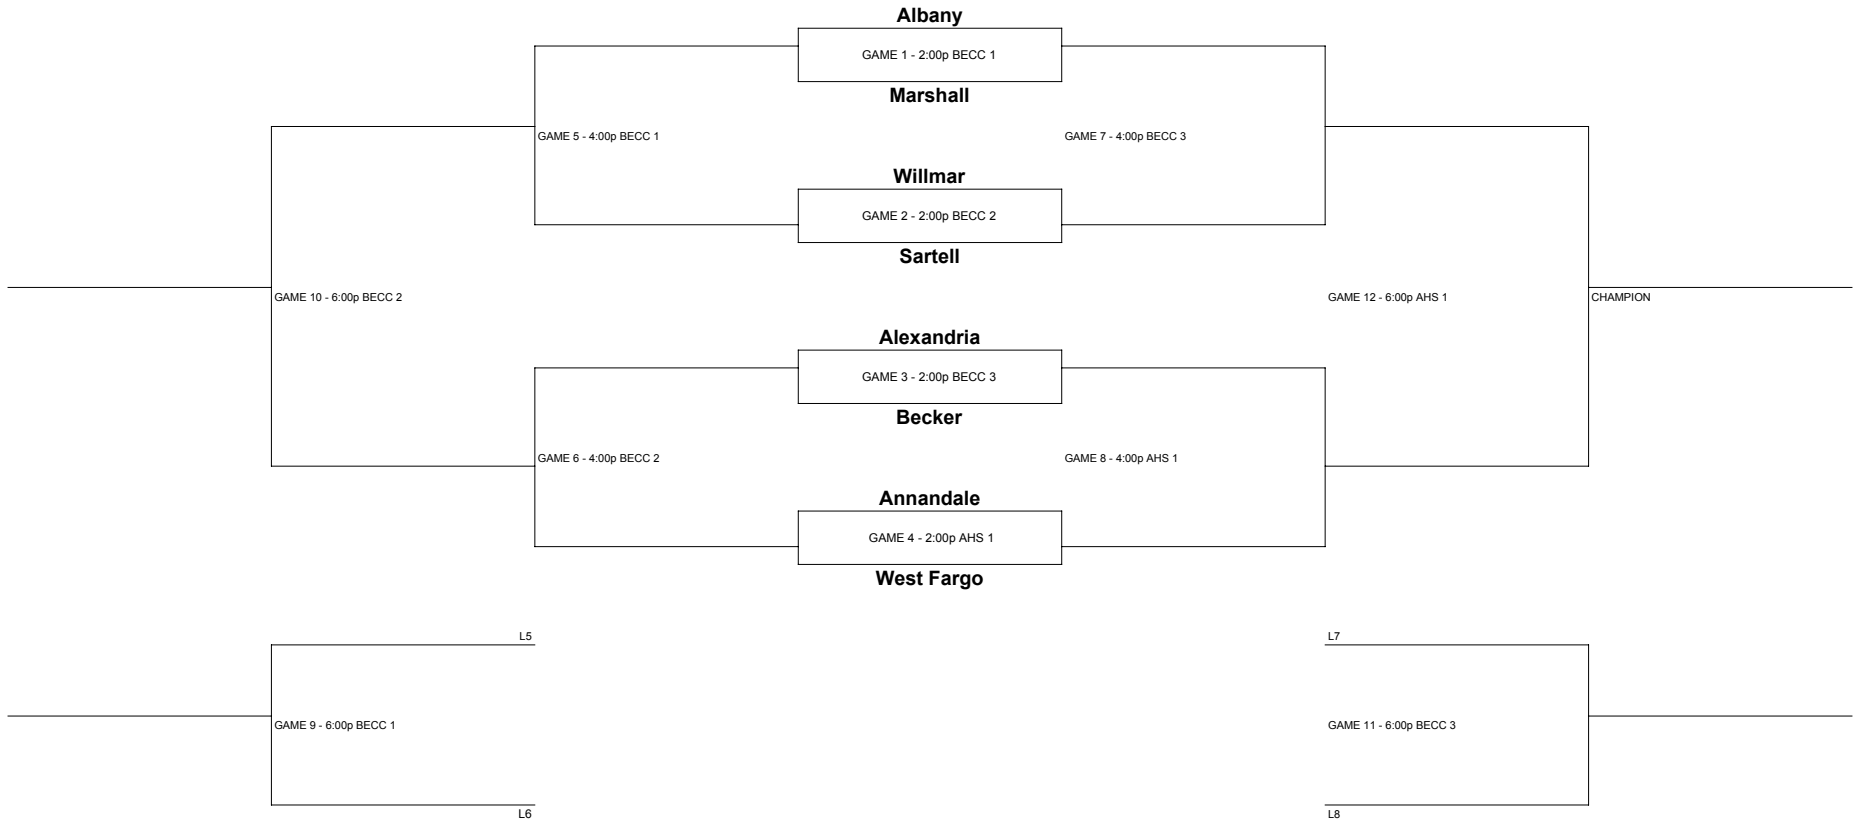 Albany
GAME 1 - 2:00p BECC 1
Marshall
GAME 5 - 4:00p BECC 1
GAME 7 - 4:00p BECC 3
Willmar
GAME 2 - 2:00p BECC 2
Sartell
GAME 10 - 6:00p BECC 2
GAME 12 - 6:00p AHS 1
CHAMPION
Alexandria
GAME 3 - 2:00p BECC 3
Becker
GAME 6 - 4:00p BECC 2
GAME 8 - 4:00p AHS 1
Annandale
GAME 4 - 2:00p AHS 1
West Fargo
L5
L7
GAME 9 - 6:00p BECC 1
GAME 11 - 6:00p BECC 3
L6
L8